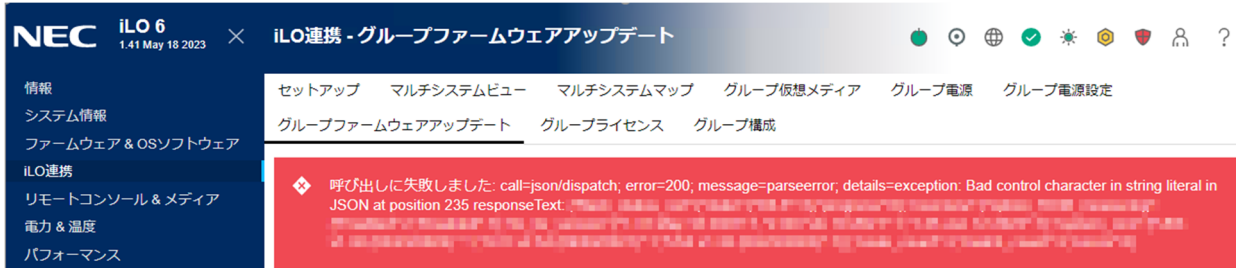 NEC iLO 6 1.41 May 18 2023 × iLO連携 - グループファームウェアアップデート ?
情報
システム情報
ファームウェア & OSソフトウェア
iLO連携
リモートコンソール & メディア
電力 & 温度
パフォーマンス
セットアップ マルチシステムビュー マルチシステムマップ グループ仮想メディア グループ電源 グループ電源設定
グループファームウェアアップデート グループライセンス グループ構成
呼び出しに失敗しました: call=json/dispatch; error=200; message=parseerror; details=exception: Bad control character in string literal in
JSON at position 235 responseText: